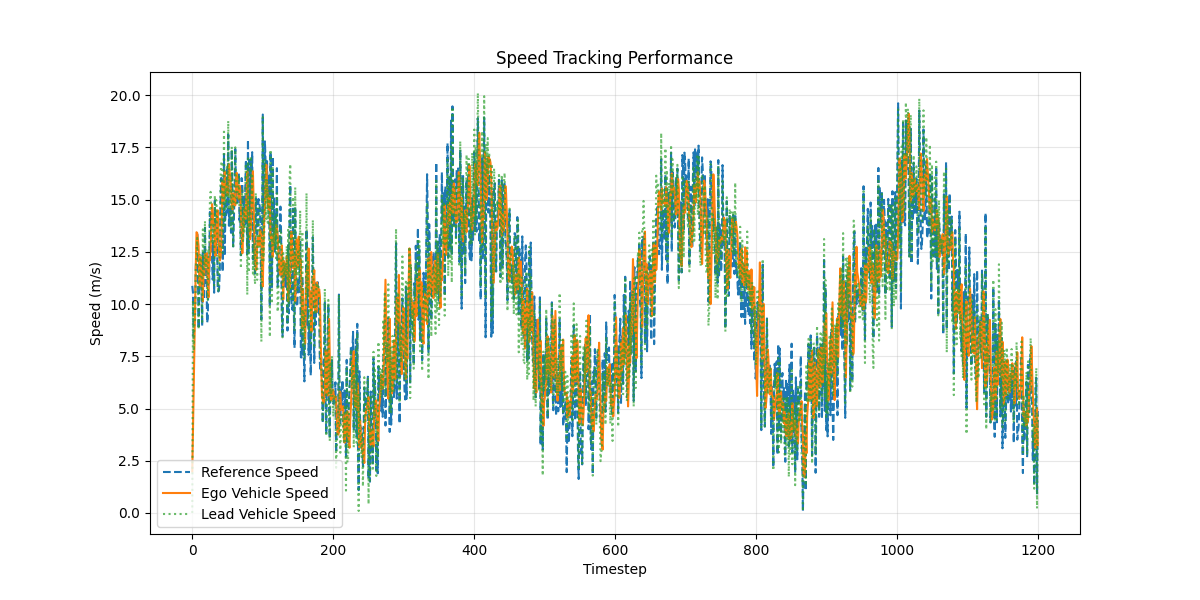 Speed Tracking Performance
Speed (m/s)
20.0
17.5
15.0
12.5
10.0
7.5
5.0
2.5
0.0
Reference Speed
Ego Vehicle Speed
Lead Vehicle Speed
0 200 400 600 800 1000 1200
Timestep